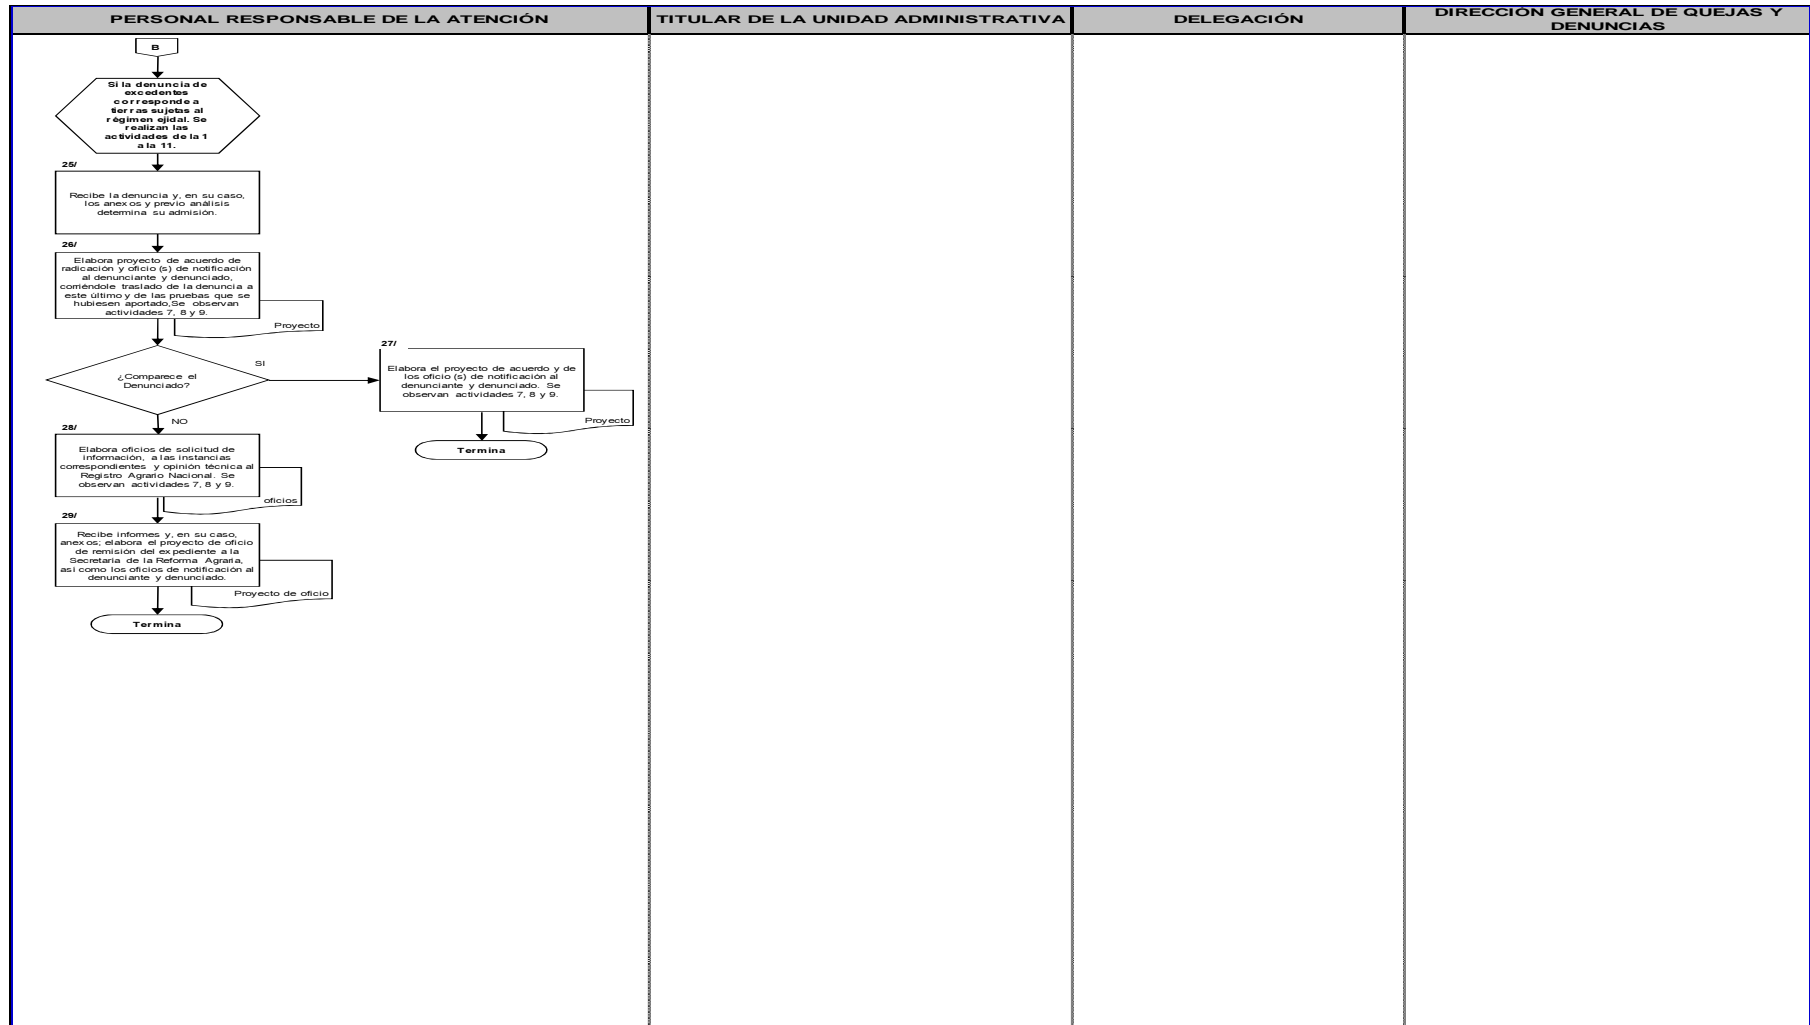 PERSONAL RESPONSABLE DE LA ATENCIÓN
TITULAR DE LA UNIDAD ADMINISTRATIVA
DELEGACIÓN
DIRECCIÓN GENERAL DE QUEJAS Y
DENUNCIAS
B
Si la denuncia de
excedentes
corresponde a
tierras sujetas al
régimen ejidal. Se
realizan las
actividades de la 1
a la 11.
25/
Recibe la denuncia y, en su caso,
los anexos y previo análisis
determina su admisión.
26/
Elabora proyecto de acuerdo de
radicación y oficio (s) de notificación
al denunciante y denunciado,
corriéndole traslado de la denuncia a
este último y de las pruebas que se
hubiesen aportado,Se observan
actividades 7, 8 y 9.
Proyecto
¿Comparece el
Denunciado?
SI
27/
Elabora el proyecto de acuerdo y de
los oficio (s) de notificación al
denunciante y denunciado. Se
observan actividades 7, 8 y 9.
Proyecto
Termina
NO
28/
Elabora oficios de solicitud de
información, a las instancias
correspondientes y opinión técnica al
Registro Agrario Nacional. Se
observan actividades 7, 8 y 9.
oficios
29/
Recibe informes y, en su caso,
anexos; elabora el proyecto de oficio
de remisión del expediente a la
Secretaría de la Reforma Agraria,
así como los oficios de notificación al
denunciante y denunciado.
Proyecto de oficio
Termina